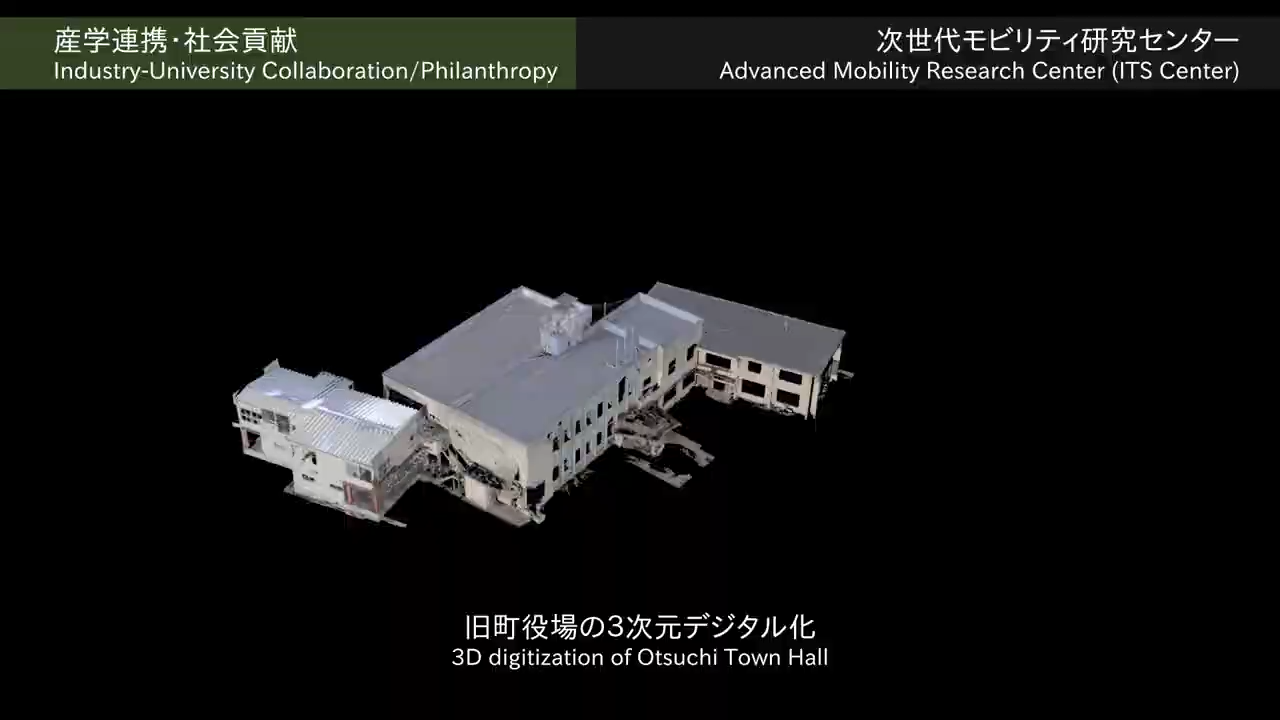 産学連携･社会貢献
Industry-University Collaboration/Philanthropy
次世代モビリティ研究センター
Advanced Mobility Research Center (ITS Center)
旧町役場の3次元デジタル化
3D digitization of Otsuchi Town Hall